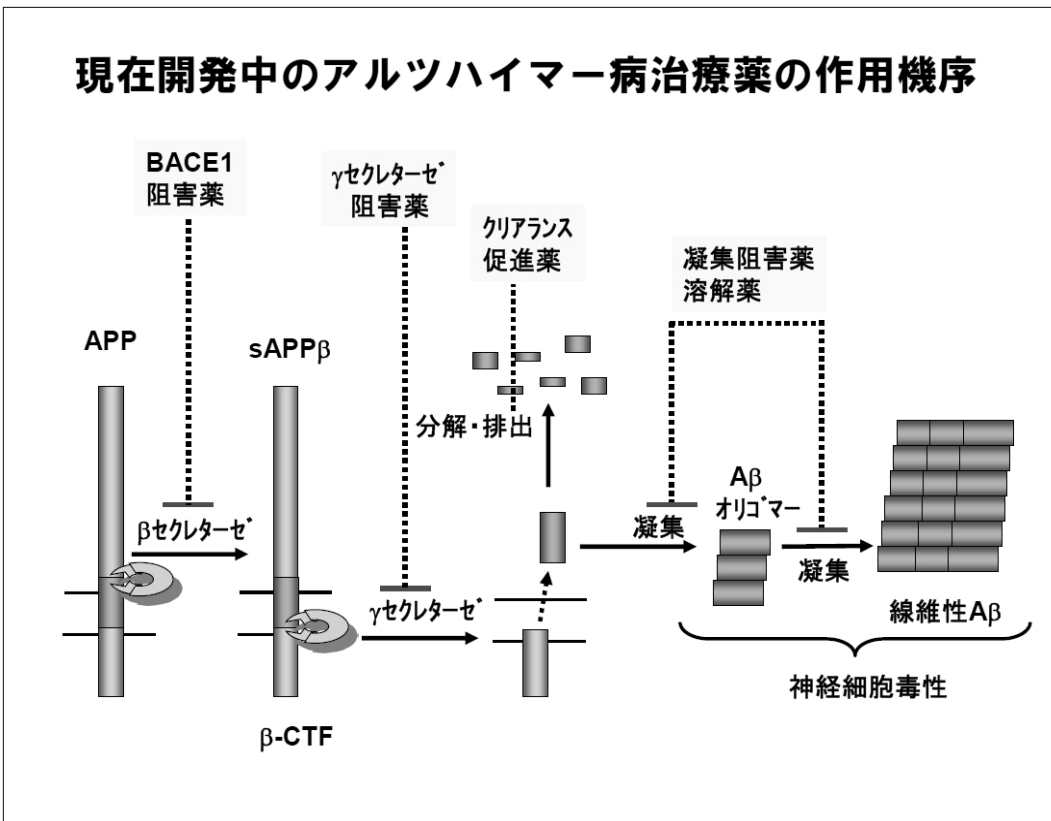 現在開発中のアルツハイマー病治療薬の作用機序
BACE1
阻害薬
γセクレターゼ
阻害薬
クリアランス
促進薬
凝集阻害薬
溶解薬
APP
sAPPβ
分解・排出
Aβ
オリゴマー
βセクレターゼ
凝集
凝集
γセクレターゼ
線維性Aβ
神経細胞毒性
β-CTF